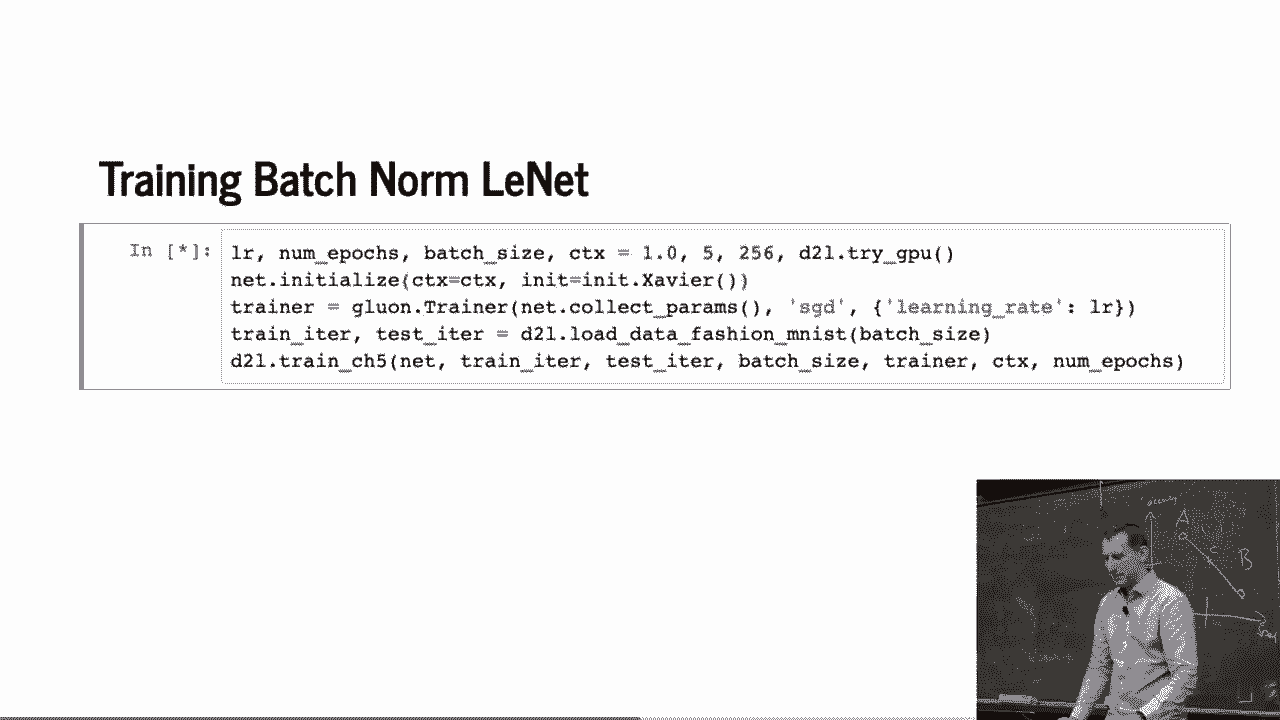 Training Batch Norm LeNet
In [*]:
lr, num_epochs, batch_size, ctx = 1.0, 5, 256, d2l.try_gpu()
net.initialize(ctx=ctx, init=init.Xavier())
trainer = gluon.Trainer(net.collect_params(), 'sgd', {'learning_rate': lr})
train_iter, test_iter = d2l.load_data_fashion_mnist(batch_size)
d2l.train_ch5(net, train_iter, test_iter, batch_size, trainer, ctx, num_epochs)
A
C
B